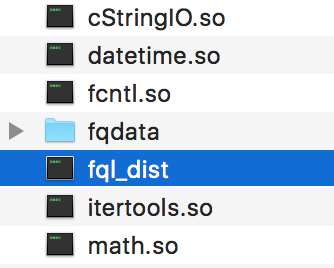 cStringIO.so
datetime.so
fcntl.so
fqdata
fql_dist
itertools.so
math.so